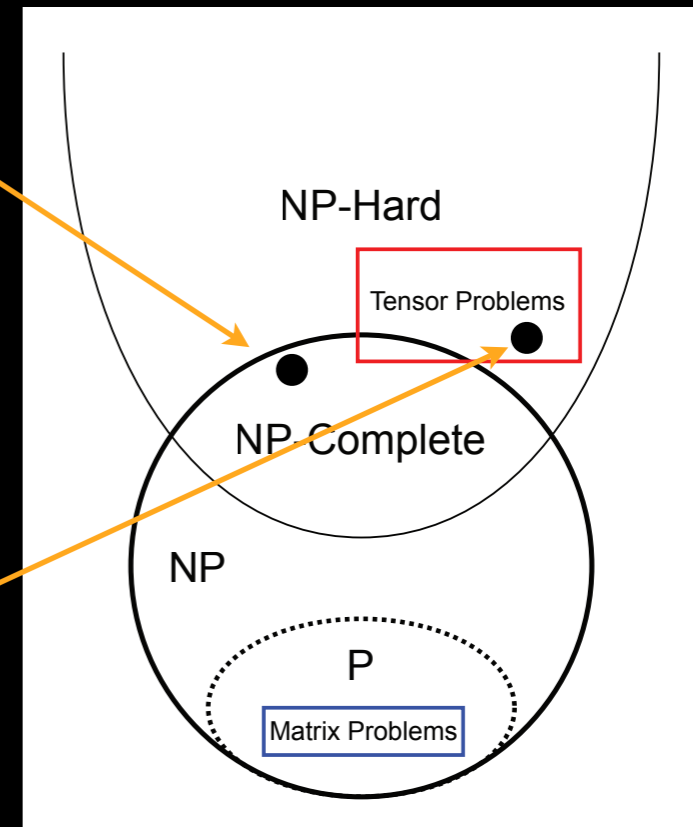 NP-Hard
Tensor Problems
NP-Complete
NP
P
Matrix Problems